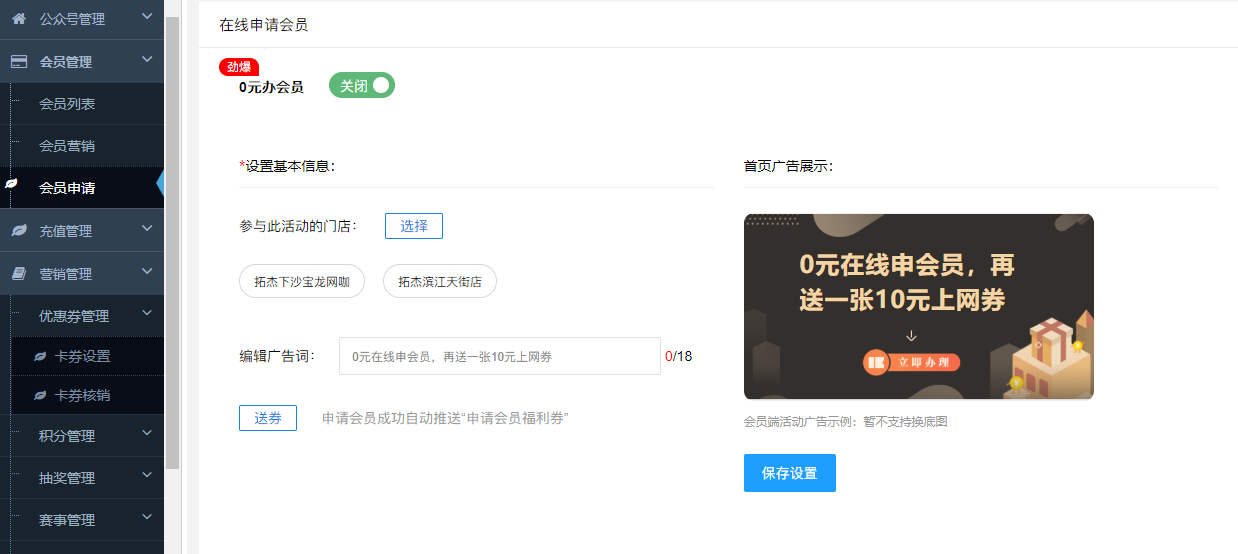 公众号管理
会员管理
会员列表
会员营销
会员申请
充值管理
营销管理
优惠券管理
卡券设置
卡券核销
积分管理
抽奖管理
赛事管理
在线申请会员
劲爆
0元办会员
关闭
*设置基本信息：
参与此活动的门店：
选择
拓杰下沙宝龙网咖
拓杰滨江天街店
编辑广告词：
0元在线申会员，再送一张10元上网券
0/18
送券
申请会员成功自动推送“申请会员福利券”
首页广告展示：
0元在线申会员，再
送一张10元上网券
立即办理
会员端活动广告示例：暂不支持换底图
保存设置